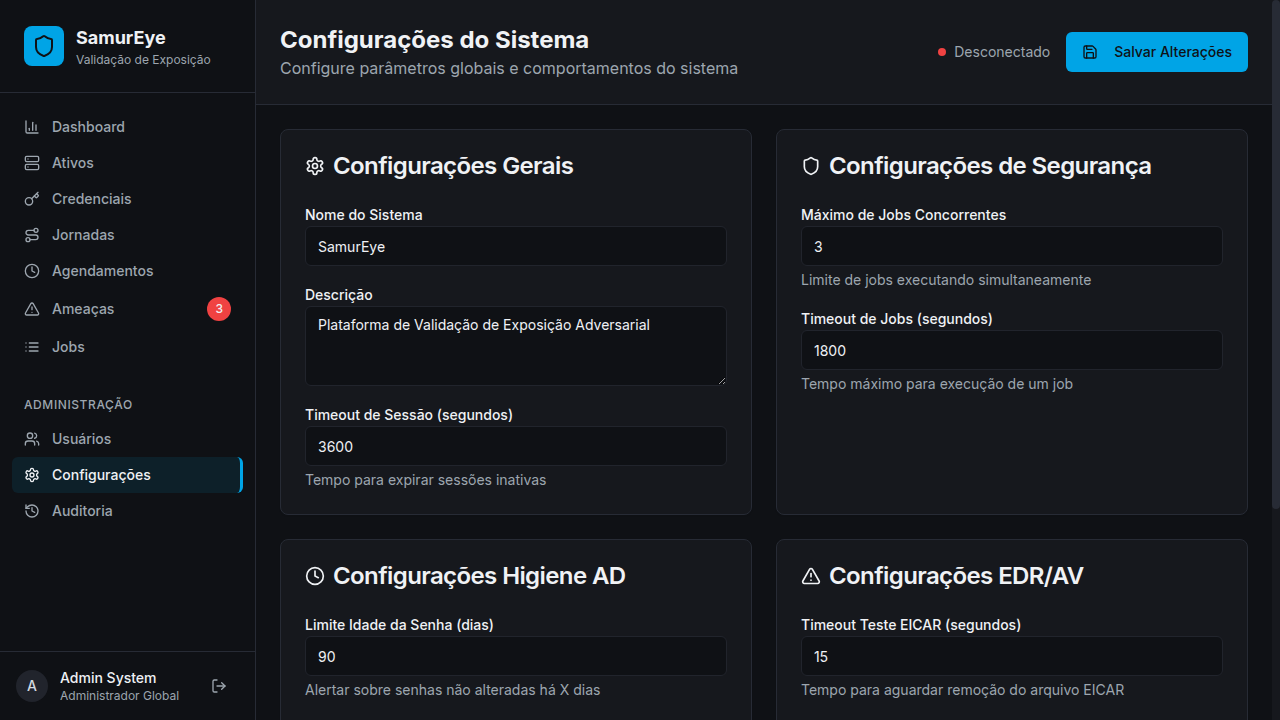 SamurEye
Validação de Exposição
Dashboard
Ativos
Credenciais
Jornadas
Agendamentos
Ameaças
3
Jobs
ADMINISTRAÇÃO
Usuários
Configurações
Auditoria
A
Admin System
Administrador Global
Configurações do Sistema
Configure parâmetros globais e comportamentos do sistema
Desconectado
Salvar Alterações
Configurações Gerais
Nome do Sistema
SamurEye
Descrição
Plataforma de Validação de Exposição Adversarial
Timeout de Sessão (segundos)
3600
Tempo para expirar sessões inativas
Configurações de Segurança
Máximo de Jobs Concorrentes
3
Limite de jobs executando simultaneamente
Timeout de Jobs (segundos)
1800
Tempo máximo para execução de um job
Configurações Higiene AD
Limite Idade da Senha (dias)
90
Alertar sobre senhas não alteradas há X dias
Configurações EDR/AV
Timeout Teste EICAR (segundos)
15
Tempo para aguardar remoção do arquivo EICAR